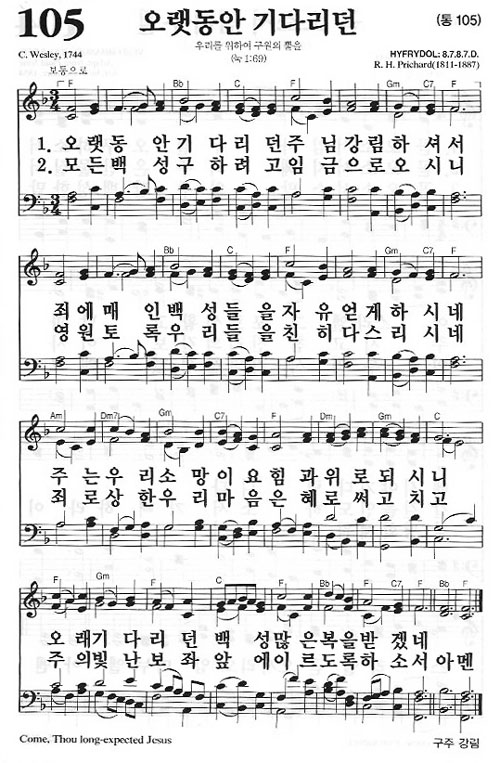 105
오랫동안 기다리던
(통 105)
우리를 위하여 구원의 뿔을
(눅 1:69)
C. Wesley, 1744
HYFRYDOL: 8.7.8.7.D.
R. H. Prichard(1811-1887)
보통으로
F Bb C F Gm C7 F
1. 오 랫동 안기 다리 던주 님강림하 셔서
2. 모든백 성구 하려 고임 금으로오 시니
F Bb C F Gm C7 F
죄에매 인백 성들 을자 유얻게하 시네
영원토 록우 리들 을친 히다스리 시네
Am Dm7 Gm C7 F Dm Gm C
주 는우 리소 망이 요힘 과위 로되 시니
죄 로상 한우 리마 음은 혜로 써고 치고
F Gm C F Bb F C7 Bb F
오 래기 다리 던 백 성많 은복을받 겠네
주 의빛 난보 좌 앞 에이 르도록하 소서 아멘
Come, Thou long-expected Jesus
구주 강림